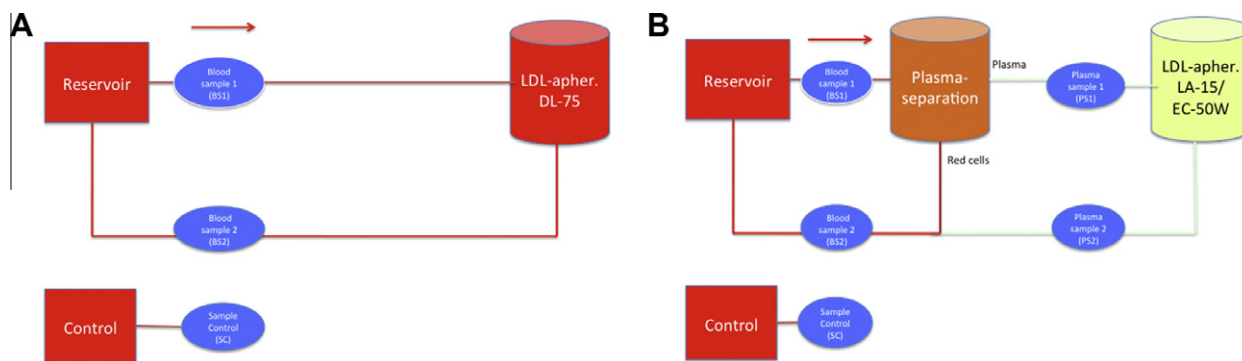 A
Reservoir
Blood
sample 1
(BS1)
LDL-apher.
DL-75
Blood
sample 2
(BS2)
Control
Sample
Control
(SC)
B
Reservoir
Blood
sample 1
(BS1)
Plasma-
separation
Plasma
Plasma
sample 1
(PS1)
LDL-apher.
LA-15/
EC-50W
Red cells
Blood
sample 2
(BS2)
Plasma
sample 2
(PS2)
Control
Sample
Control
(SC)